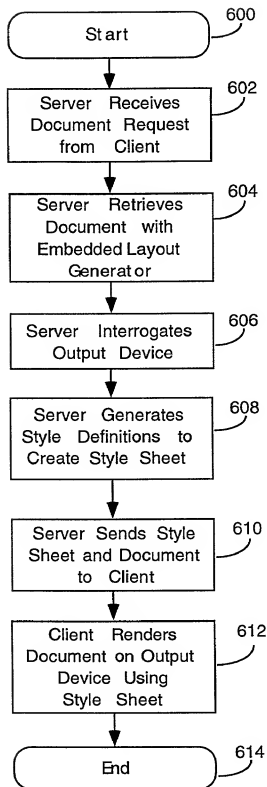 Start
600
Server Receives
Document Request
from Client
602
Server Retrieves
Document with
Embedded Layout
Generator
604
Server Interrogates
Output Device
606
Server Generates
Style Definitions to
Create Style Sheet
608
Server Sends Style
Sheet and Document
to Client
610
Client Renders
Document on Output
Device Using
Style Sheet
612
End
614